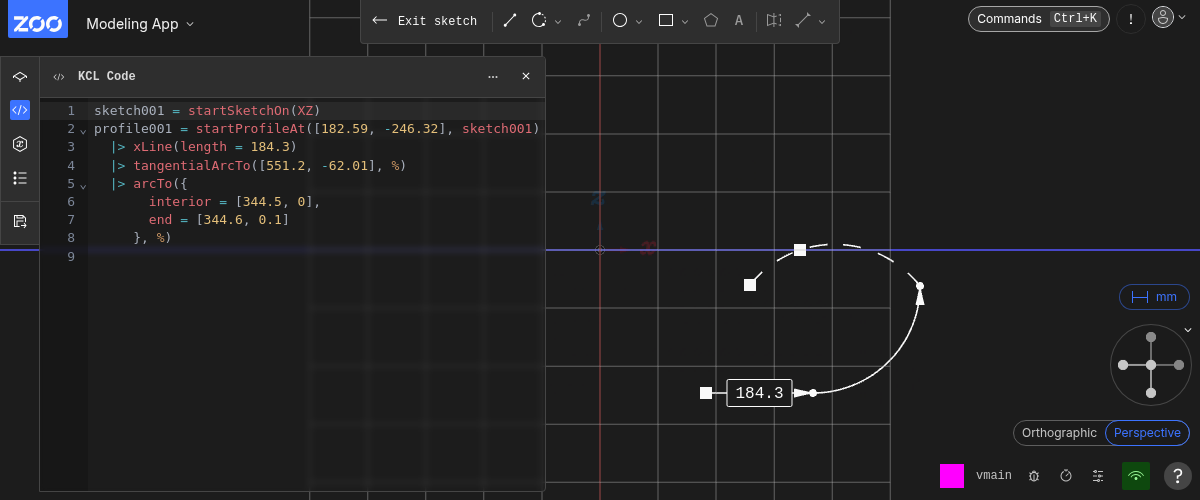 ZOO
Modeling App
Exit sketch
A
Commands Ctrl+K
!
KCL Code
1 sketch001 = startSketchOn(XZ)
2 profile001 = startProfileAt([182.59, -246.32], sketch001)
3 |> xLine(length = 184.3)
4 |> tangentialArcTo([551.2, -62.01], %)
5 |> arcTo({
6 interior = [344.5, 0],
7 end = [344.6, 0.1]
8 }, %)
9
z
x
184.3
mm
Orthographic Perspective
vmain
?